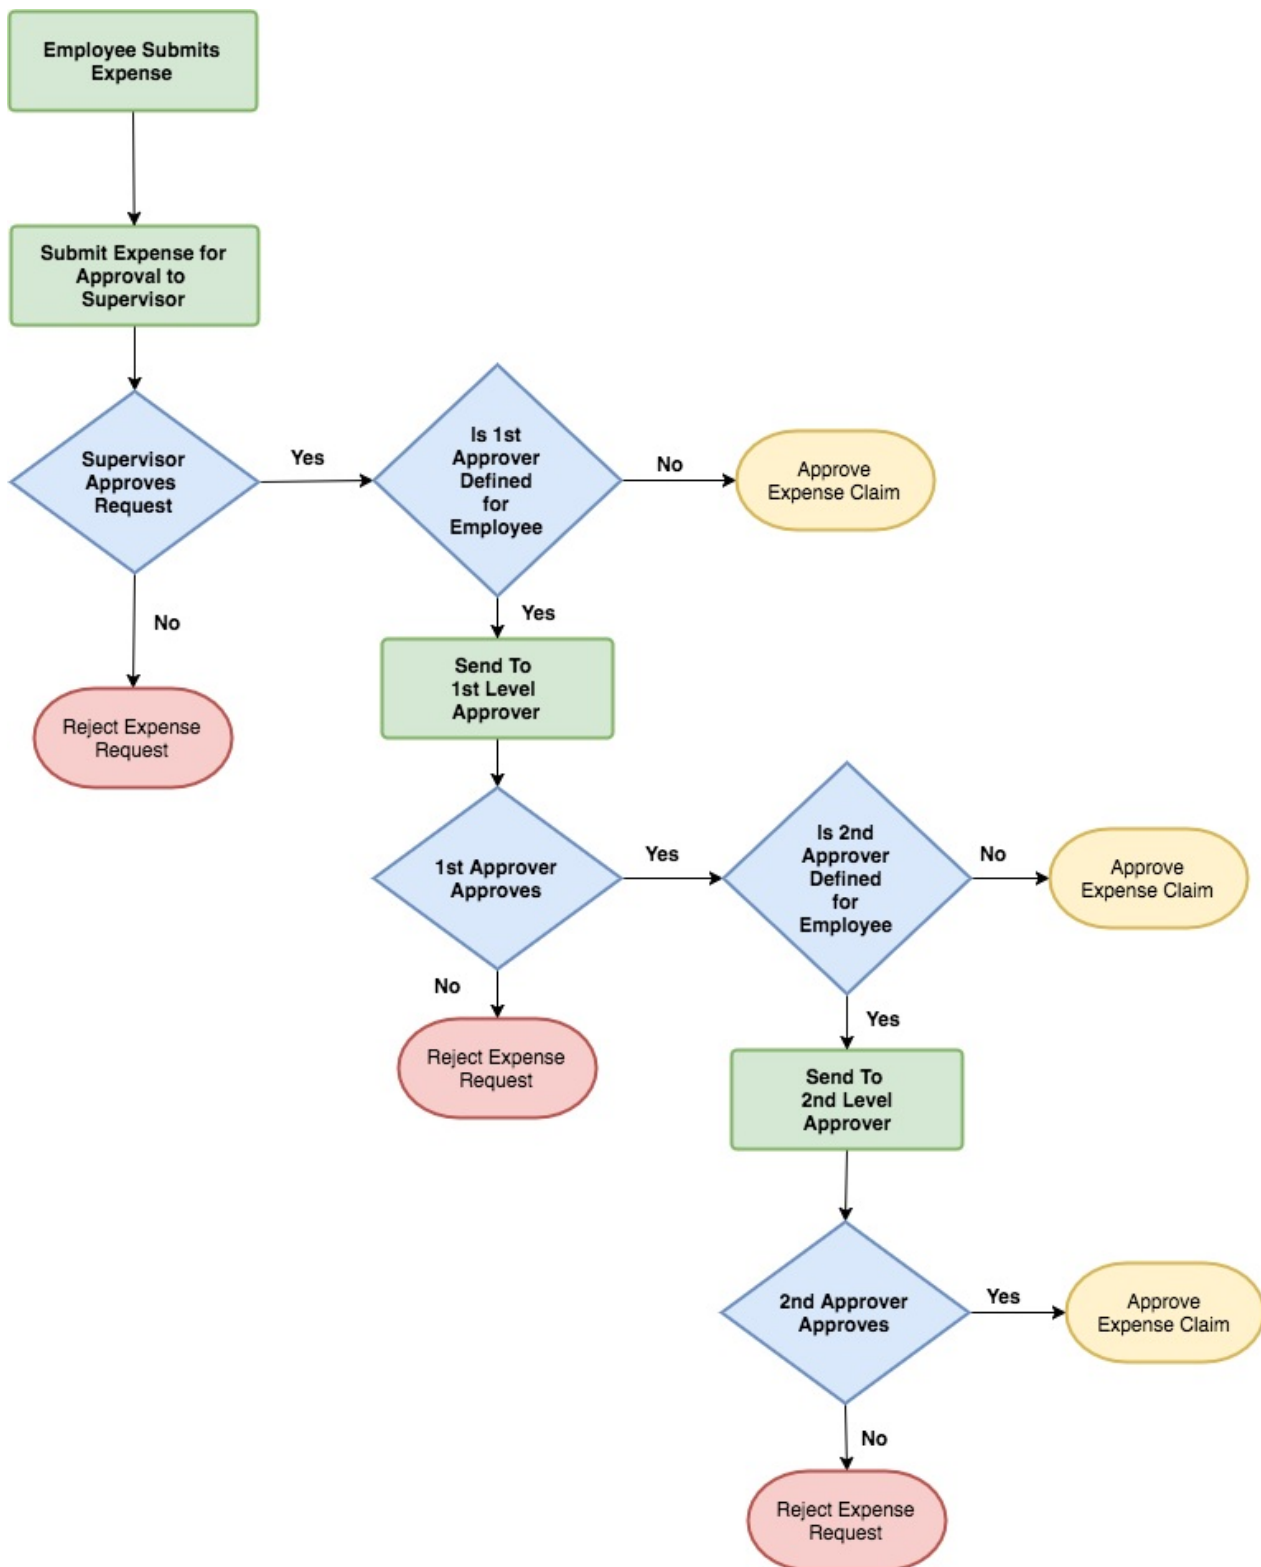 Employee Submits
Expense
Submit Expense for
Approval to
Supervisor
Supervisor
Approves
Request
Yes
Is 1st
Approver
Defined
for
Employee
No
Approve
Expense Claim
No
Reject Expense
Request
Yes
Send To
1st Level
Approver
1st Approver
Approves
Yes
Is 2nd
Approver
Defined
for
Employee
No
Approve
Expense Claim
No
Reject Expense
Request
Yes
Send To
2nd Level
Approver
2nd Approver
Approves
Yes
Approve
Expense Claim
No
Reject Expense
Request